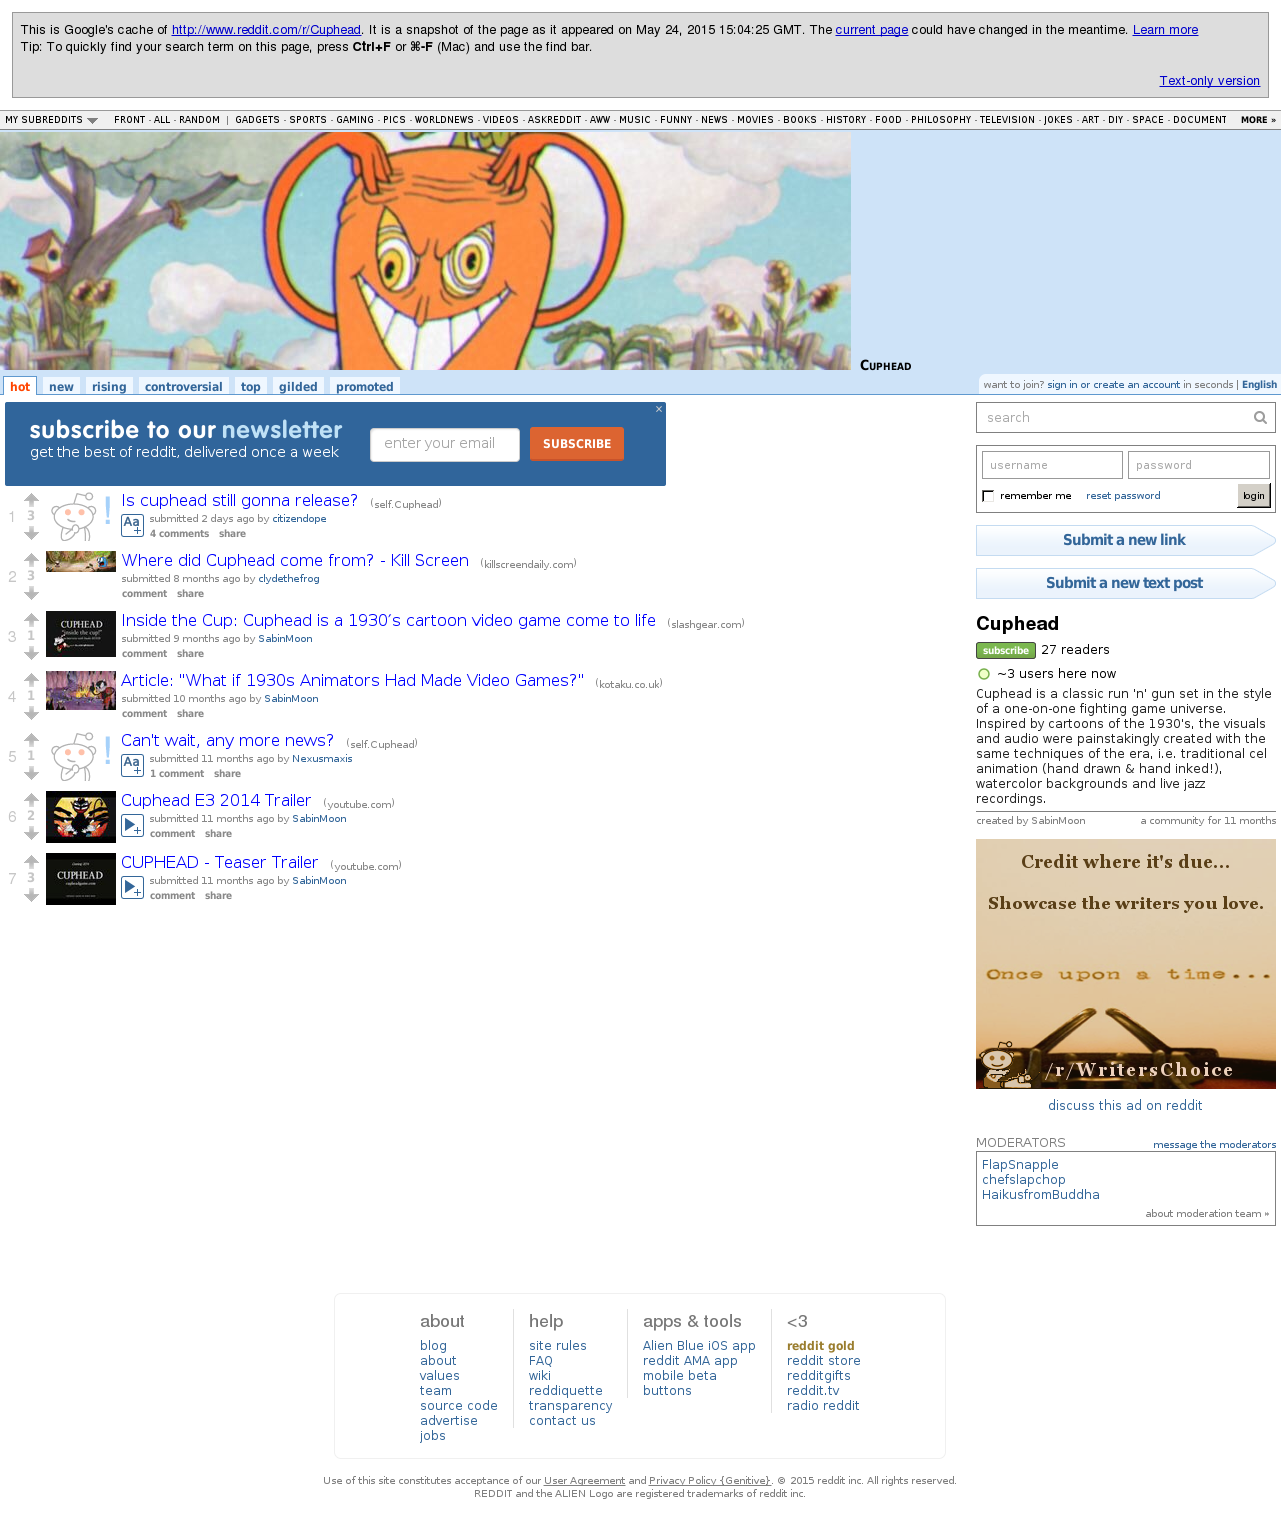 This is Google's cache of http://www.reddit.com/r/Cuphead. It is a snapshot of the page as it appeared on May 24, 2015 15:04:25 GMT. The current page could have changed in the meantime. Learn more
Tip: To quickly find your search term on this page, press Ctrl+F or ⌘-F (Mac) and use the find bar.
Text-only version
MY SUBREDDITS FRONT - ALL - RANDOM | GADGETS - SPORTS - GAMING - PICS - WORLDNEWS - VIDEOS - ASKREDDIT - AWW - MUSIC - FUNNY - NEWS - MOVIES - BOOKS - HISTORY - FOOD - PHILOSOPHY - TELEVISION - JOKES - ART - DIY - SPACE - DOCUMENT MORE »
Cuphead
hot new rising controversial top gilded promoted
want to join? sign in or create an account in seconds | English
subscribe to our newsletter
get the best of reddit, delivered once a week
enter your email
SUBSCRIBE
×
1
3
Is cuphead still gonna release? (self.Cuphead)
Aa+
submitted 2 days ago by citizendope
4 comments share
2
3
Where did Cuphead come from? - Kill Screen (killscreendaily.com)
submitted 8 months ago by clydethefrog
comment share
3
1
CUPHEAD
"inside the cup"
Inside the Cup: Cuphead is a 1930′s cartoon video game come to life (slashgear.com)
submitted 9 months ago by SabinMoon
comment share
4
1
Article: "What if 1930s Animators Had Made Video Games?" (kotaku.co.uk)
submitted 10 months ago by SabinMoon
comment share
5
1
Can't wait, any more news? (self.Cuphead)
Aa+
submitted 11 months ago by Nexusmaxis
1 comment share
6
2
Cuphead E3 2014 Trailer (youtube.com)
submitted 11 months ago by SabinMoon
comment share
7
3
CUPHEAD
cupheadgame.com
CUPHEAD - Teaser Trailer (youtube.com)
submitted 11 months ago by SabinMoon
comment share
search
username password
remember me reset password login
Submit a new link
Submit a new text post
Cuphead
subscribe 27 readers
~3 users here now
Cuphead is a classic run 'n' gun set in the style
of a one-on-one fighting game universe.
Inspired by cartoons of the 1930's, the visuals
and audio were painstakingly created with the
same techniques of the era, i.e. traditional cel
animation (hand drawn & hand inked!),
watercolor backgrounds and live jazz
recordings.
created by SabinMoon a community for 11 months
Credit where it's due...
Showcase the writers you love.
Once upon a time...
/r/WritersChoice
discuss this ad on reddit
MODERATORS message the moderators
FlapSnapple
chefslapchop
HaikusfromBuddha
about moderation team »
about
blog
about
values
team
source code
advertise
jobs
help
site rules
FAQ
wiki
reddiquette
transparency
contact us
apps & tools
Alien Blue iOS app
reddit AMA app
mobile beta
buttons
<3
reddit gold
reddit store
redditgifts
reddit.tv
radio reddit
Use of this site constitutes acceptance of our User Agreement and Privacy Policy {Genitive}. © 2015 reddit inc. All rights reserved.
REDDIT and the ALIEN Logo are registered trademarks of reddit inc.